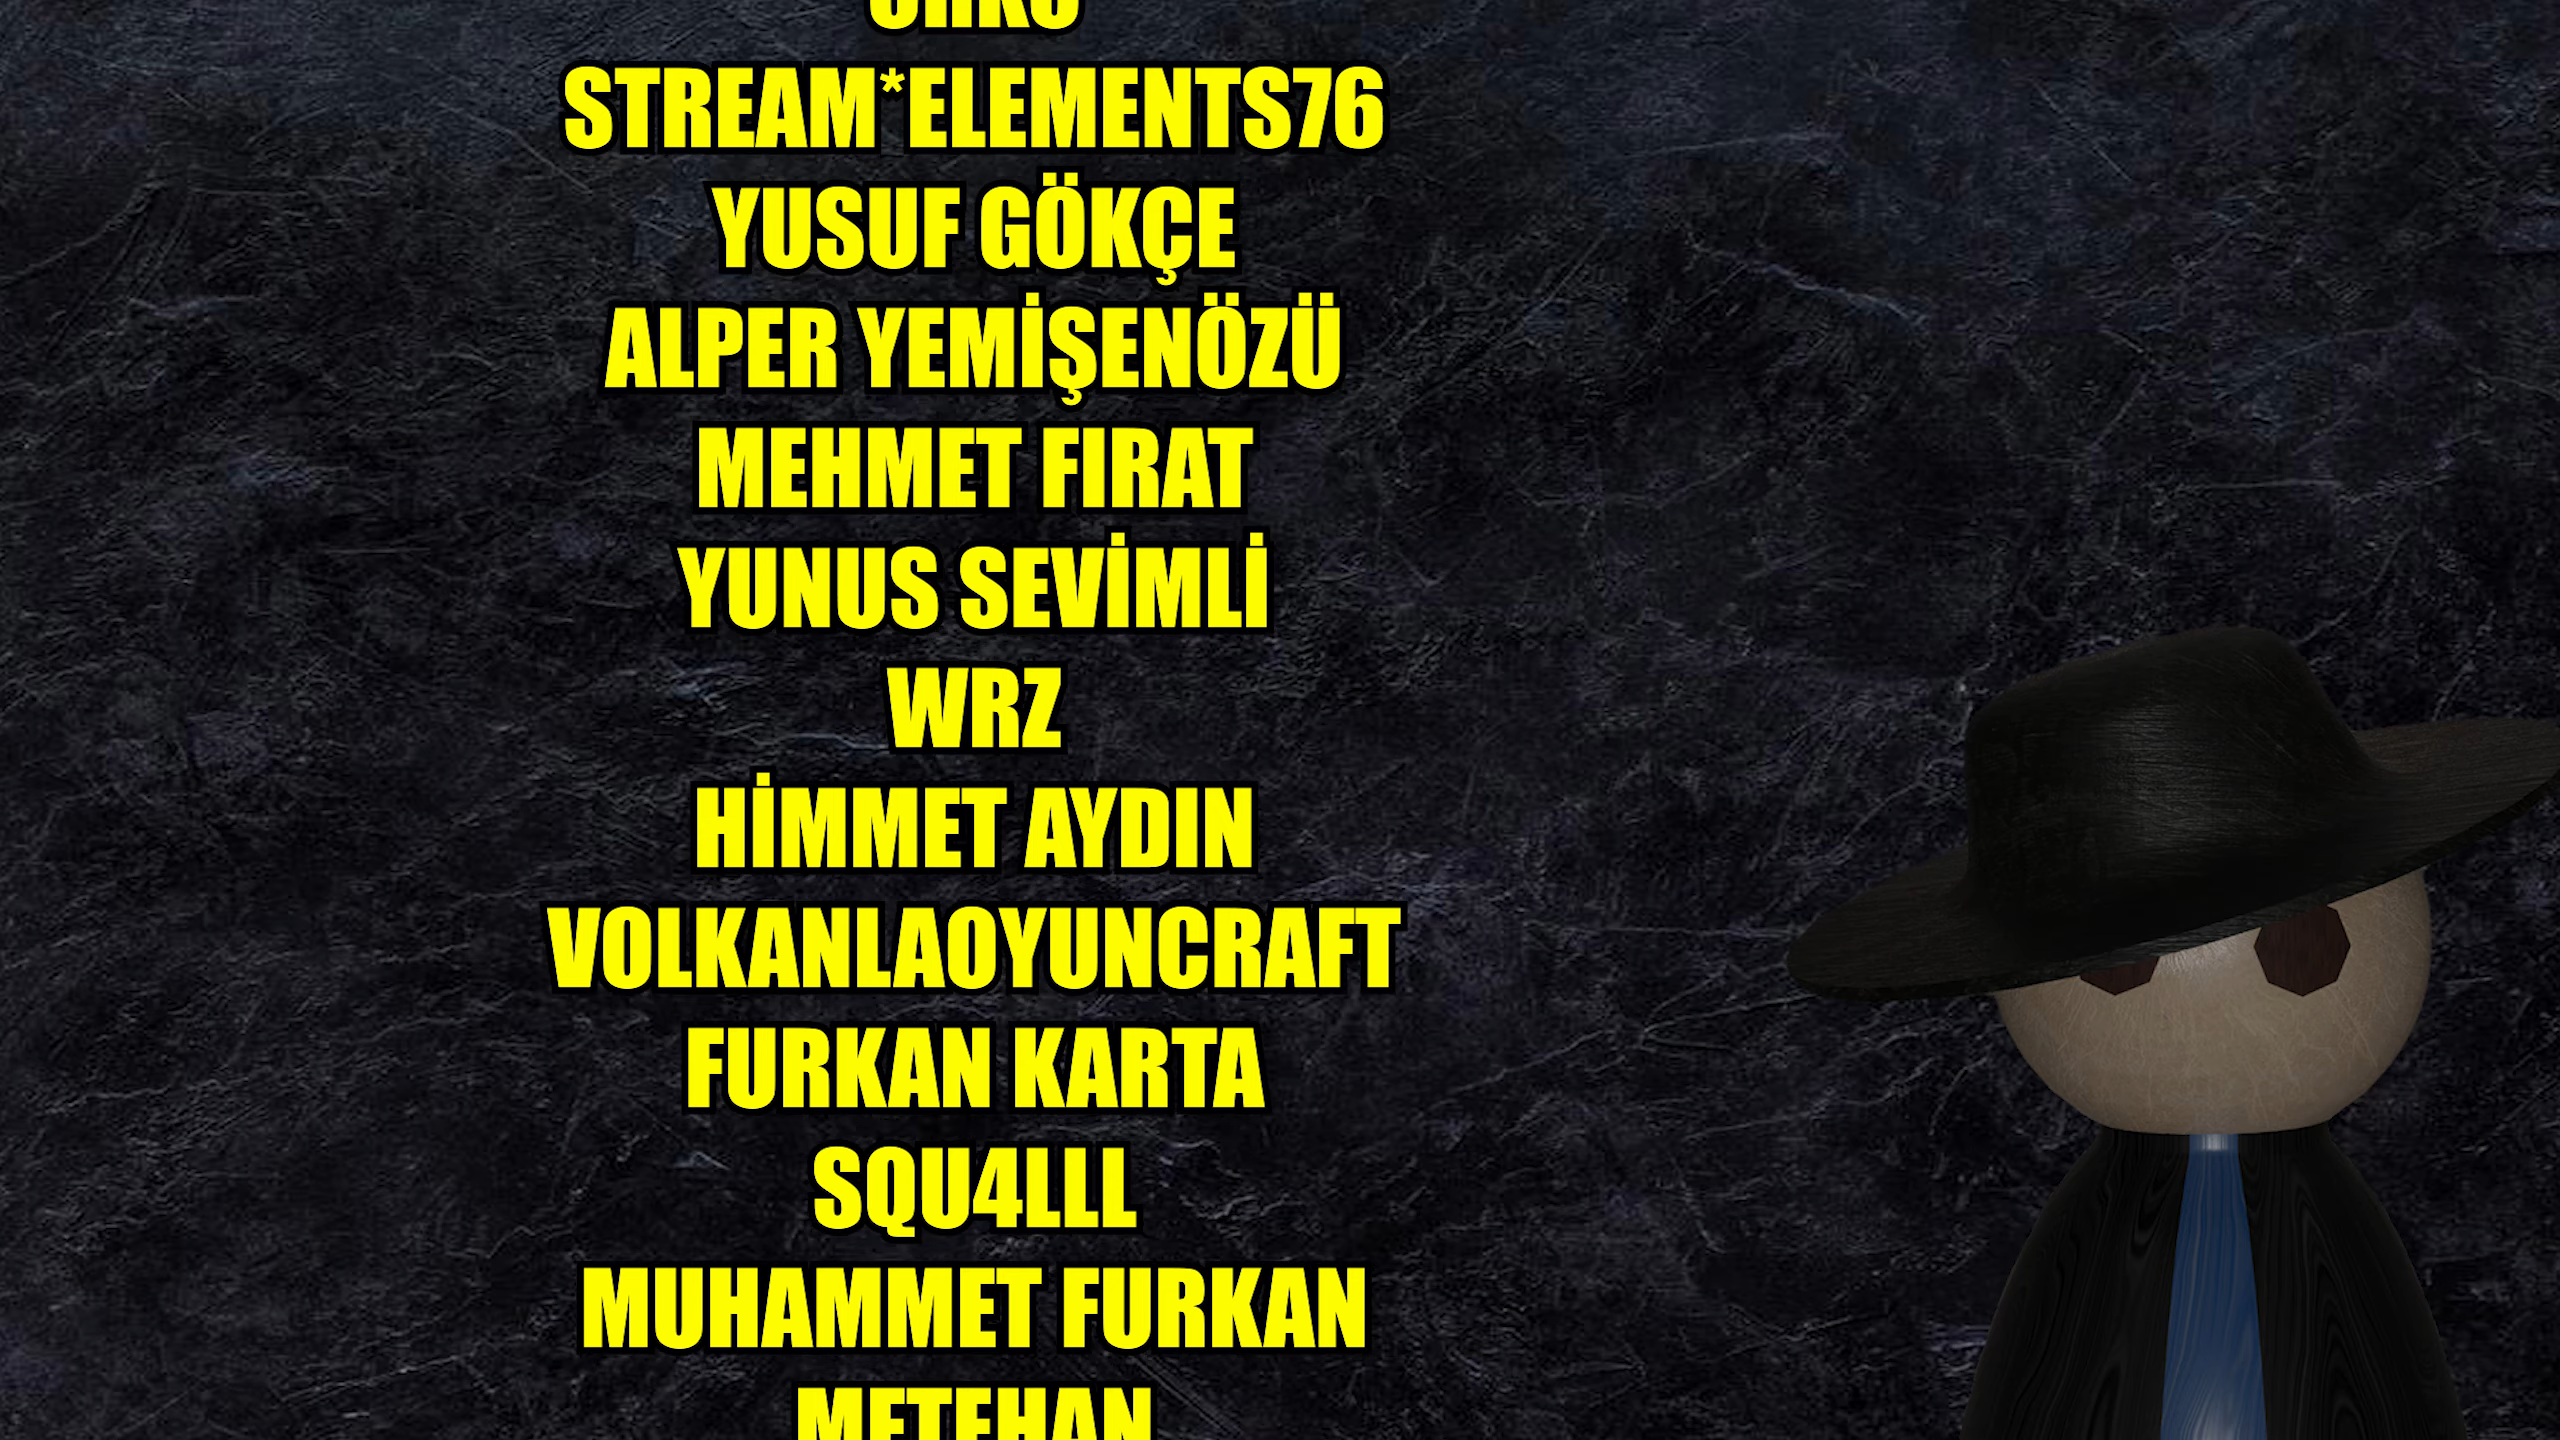 STREAM*ELEMENTS76
YUSUF GÖKÇE
ALPER YEMİŞENÖZÜ
MEHMET FIRAT
YUNUS SEVİMLİ
WRZ
HİMMET AYDIN
VOLKANLAOYUNCRAFT
FURKAN KARTA
SQU4LLL
MUHAMMET FURKAN
METEHAN